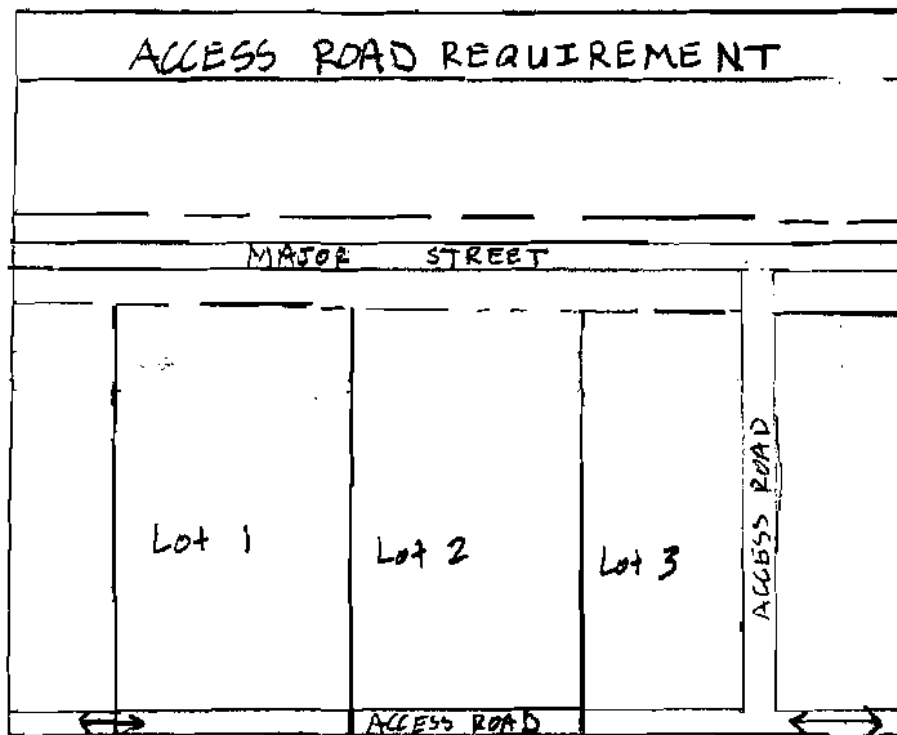 ACCESS ROAD REQUIREMENT
MAJOR STREET
Lot 1
Lot 2
Lot 3
ACCESS ROAD
ACCESS ROAD